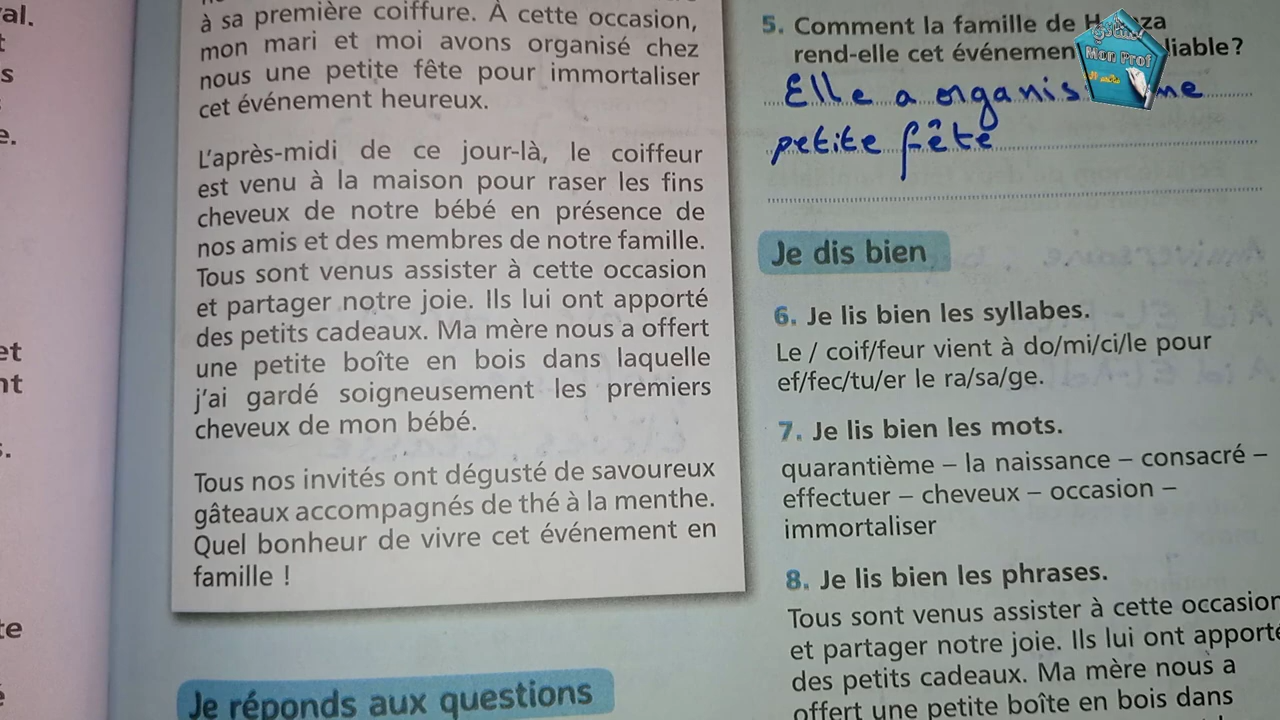 al.
s
e.
et
nt
te
à sa première coiffure. À cette occasion,
mon mari et moi avons organisé chez
nous une petite fête pour immortaliser
cet événement heureux.
L'après-midi de ce jour-là, le coiffeur
est venu à la maison pour raser les fins
cheveux de notre bébé en présence de
nos amis et des membres de notre famille.
Tous sont venus assister à cette occasion
et partager notre joie. Ils lui ont apporté
des petits cadeaux. Ma mère nous a offert
une petite boîte en bois dans laquelle
j'ai gardé soigneusement les premiers
cheveux de mon bébé.
Tous nos invités ont dégusté de savoureux
gâteaux accompagnés de thé à la menthe.
Quel bonheur de vivre cet événement en
famille !
Je réponds aux questions
5. Comment la famille de H za
rend-elle cet événemen liable?
Elle a organis ne
petite fête
Je dis bien
6. Je lis bien les syllabes.
Le / coif/feur vient à do/mi/ci/le pour
ef/fec/tu/er le ra/sa/ge.
7. Je lis bien les mots.
quarantième – la naissance – consacré –
effectuer – cheveux – occasion –
immortaliser
8. Je lis bien les phrases.
Tous sont venus assister à cette occasion
et partager notre joie. Ils lui ont apporté
des petits cadeaux. Ma mère nous a
offert une petite boîte en bois dans
Mon Prof